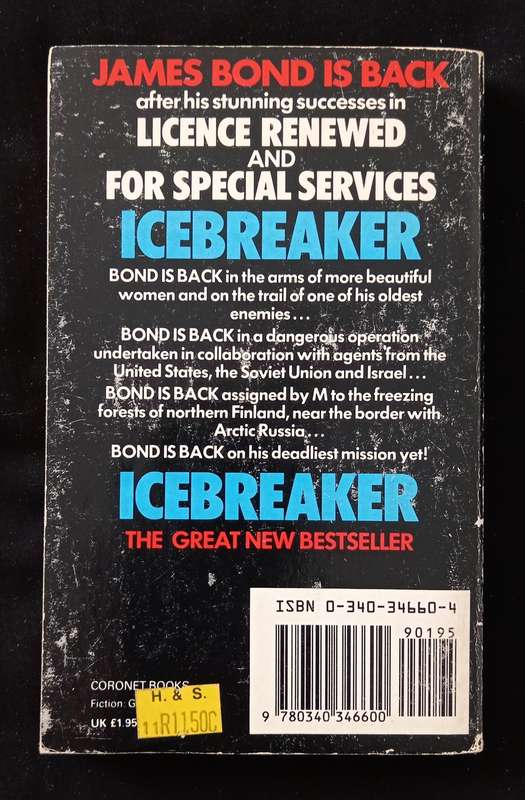 JAMES BOND IS BACK
after his stunning successes in
LICENCE RENEWED
AND
FOR SPECIAL SERVICES
ICEBREAKER
BOND IS BACK in the arms of more beautiful
women and on the trail of one of his oldest
enemies...
BOND IS BACK in a dangerous operation
undertaken in collaboration with agents from the
United States, the Soviet Union and Israel...
BOND IS BACK assigned by M to the freezing
forests of northern Finland, near the border with
Arctic Russia...
BOND IS BACK on his deadliest mission yet!
ICEBREAKER
THE GREAT NEW BESTSELLER
ISBN 0-340-34660-4
90195
9 780340 346600
CORONET BOOKS
Fiction: G
UK £1.95
H. & S.
11R1150C